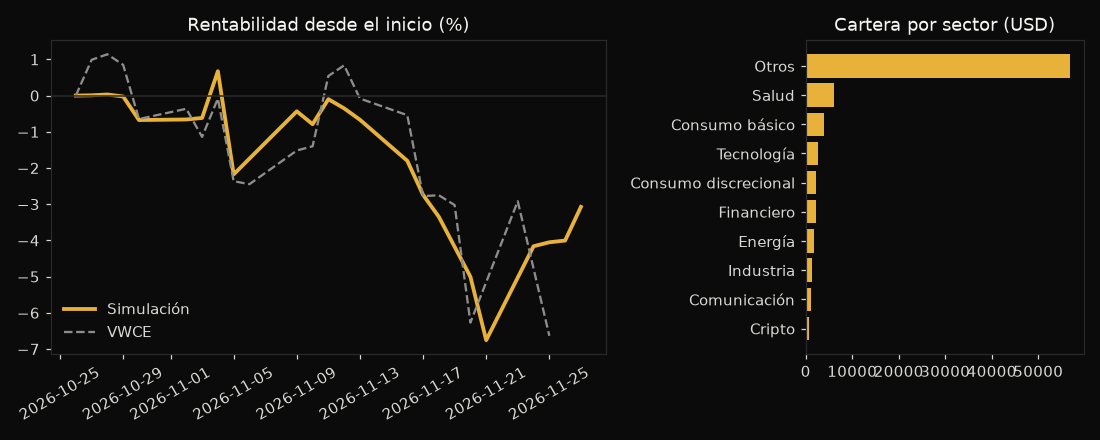 Rentabilidad desde el inicio (%)
1
0
−1
−2
−3
−4
−5
−6
−7
Simulación
VWCE
2026-10-25
2026-10-29
2026-11-01
2026-11-05
2026-11-09
2026-11-13
2026-11-17
2026-11-21
2026-11-25
Cartera por sector (USD)
Otros
Salud
Consumo básico
Tecnología
Consumo discrecional
Financiero
Energía
Industria
Comunicación
Cripto
0 10000 20000 30000 40000 50000